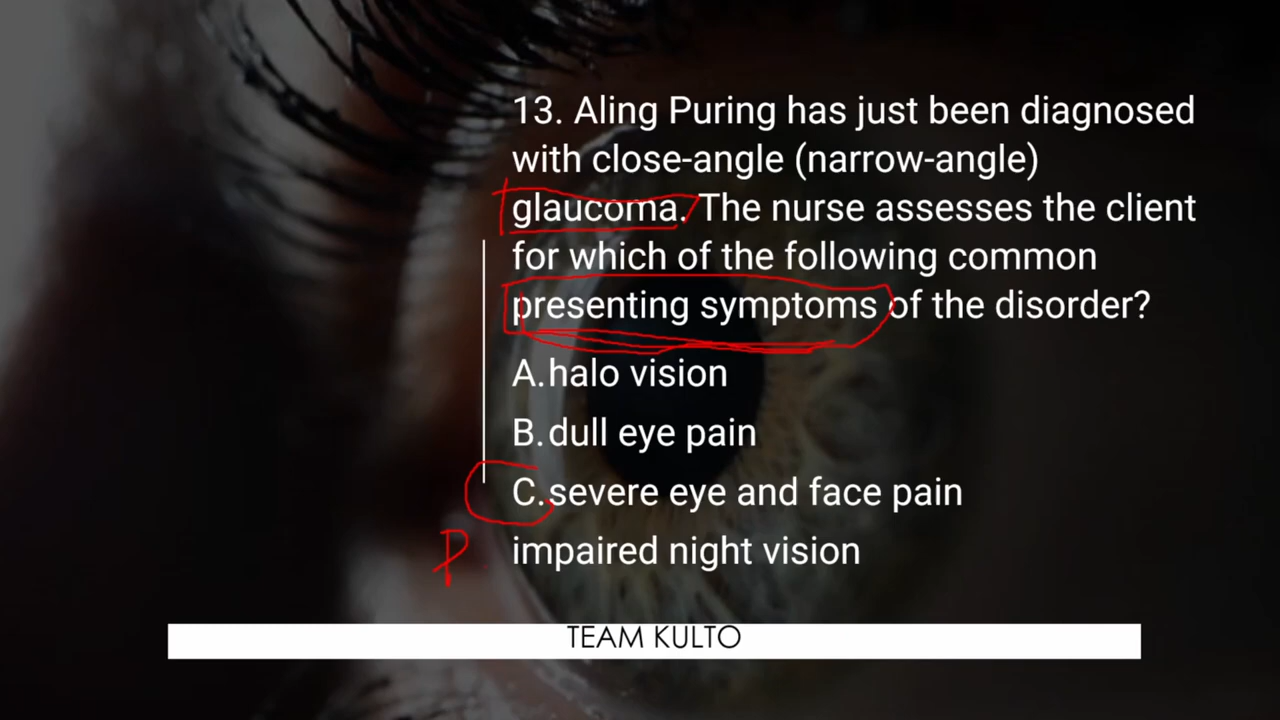 13. Aling Puring has just been diagnosed
with close-angle (narrow-angle)
glaucoma. The nurse assesses the client
for which of the following common
presenting symptoms of the disorder?
A. halo vision
B. dull eye pain
C. severe eye and face pain
D impaired night vision
TEAM KULTO